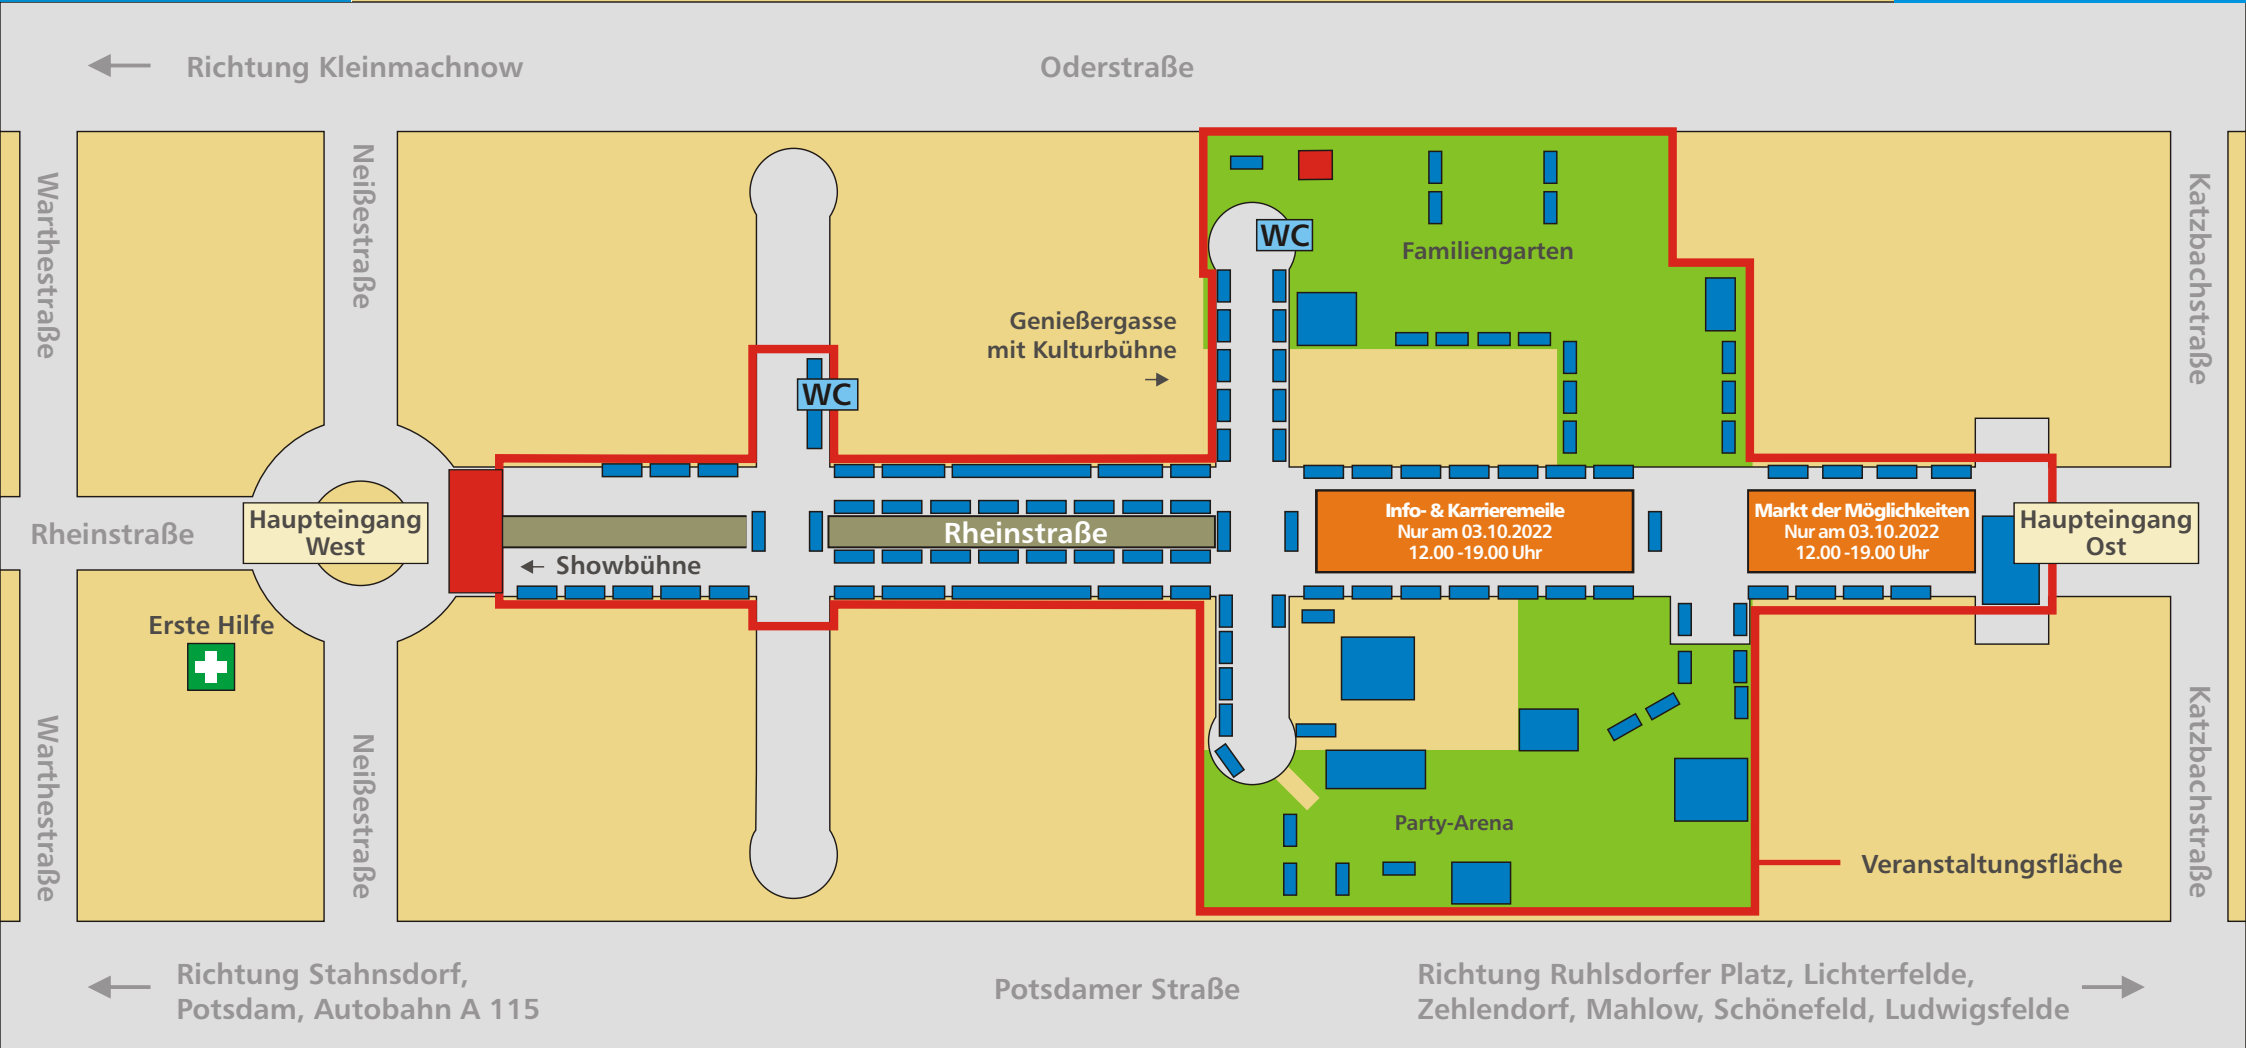 Richtung Kleinmachnow
Oderstraße
Warthestraße
Neißestraße
Katzbachstraße
WC
Familiengarten
Genießergasse
mit Kulturbühne
WC
Rheinstraße
Haupteingang
West
Showbühne
Rheinstraße
Info- & Karrieremeile
Nur am 03.10.2022
12.00 -19.00 Uhr
Markt der Möglichkeiten
Nur am 03.10.2022
12.00 -19.00 Uhr
Haupteingang
Ost
Erste Hilfe
Warthestraße
Neißestraße
Party-Arena
Veranstaltungsfläche
Katzbachstraße
Richtung Stahnsdorf,
Potsdam, Autobahn A 115
Potsdamer Straße
Richtung Ruhlsdorfer Platz, Lichterfelde,
Zehlendorf, Mahlow, Schönefeld, Ludwigsfelde